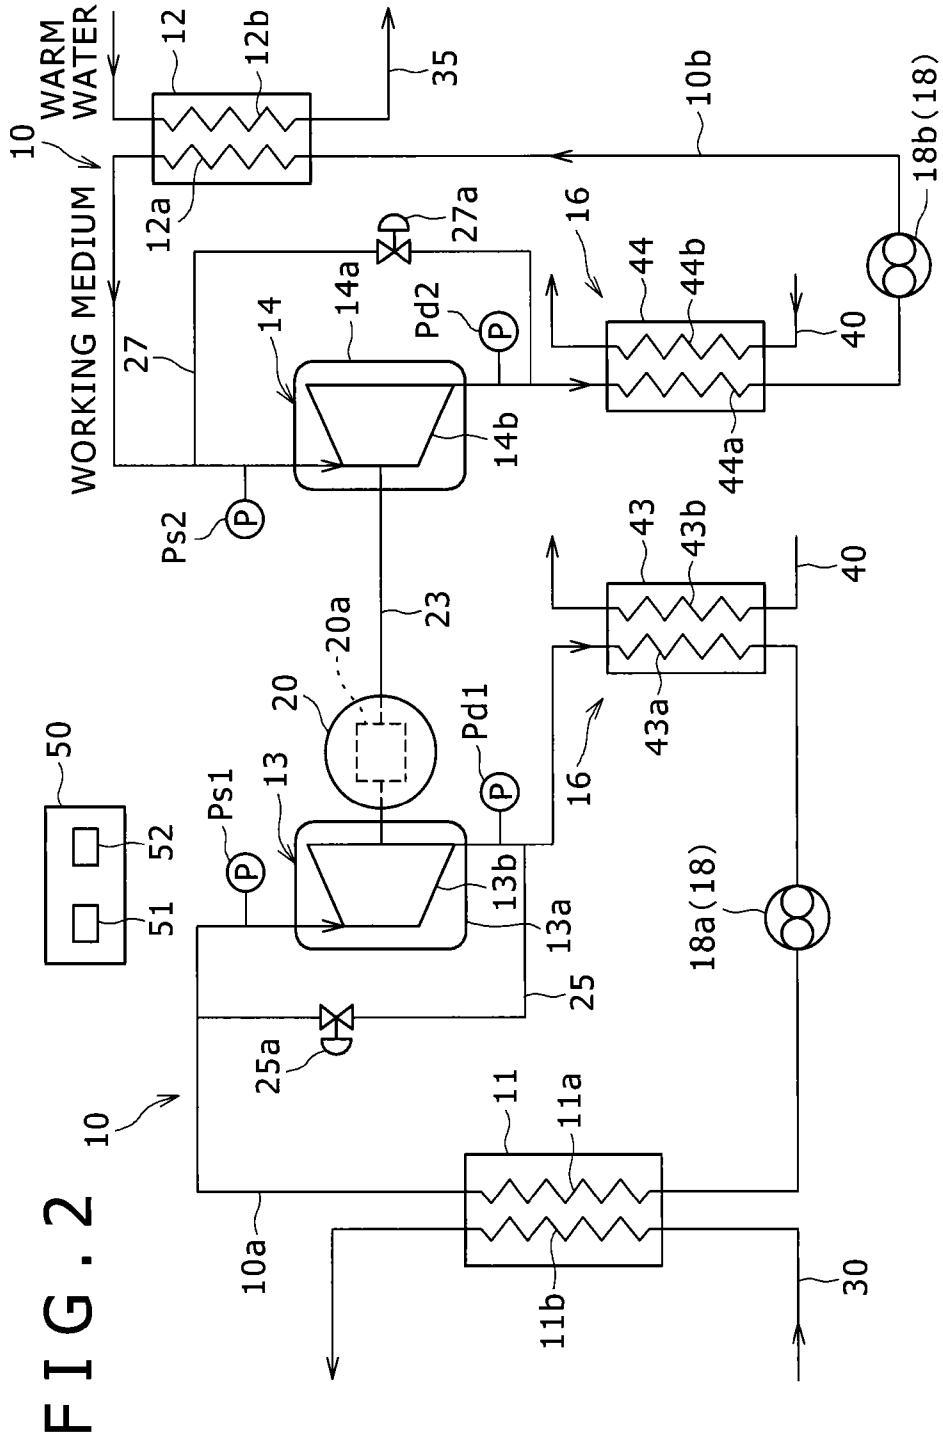 FIG.2
50
51
52
10
WORKING MEDIUM
WARM
WATER
10
12
12b
12a
35
27
27a
14
14a
14b
Ps2
Pd2
P
P
16
44
44b
44a
40
10b
18b(18)
23
20
20a
Ps1
Pd1
P
P
13
13b
13a
25
25a
16
43
43b
43a
40
18a(18)
10a
11
11a
11b
30